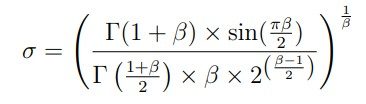 σ = ( Γ(1 + β) × sin(πβ/2) / Γ((1+β)/2) × β × 2^((β−1)/2) )^(1/β)